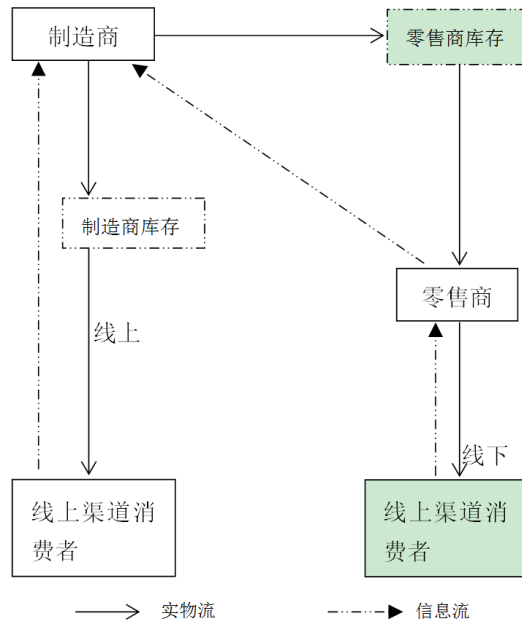 制造商
零售商库存
制造商库存
零售商
线上
线下
线上渠道消
费者
线上渠道消
费者
实物流
信息流